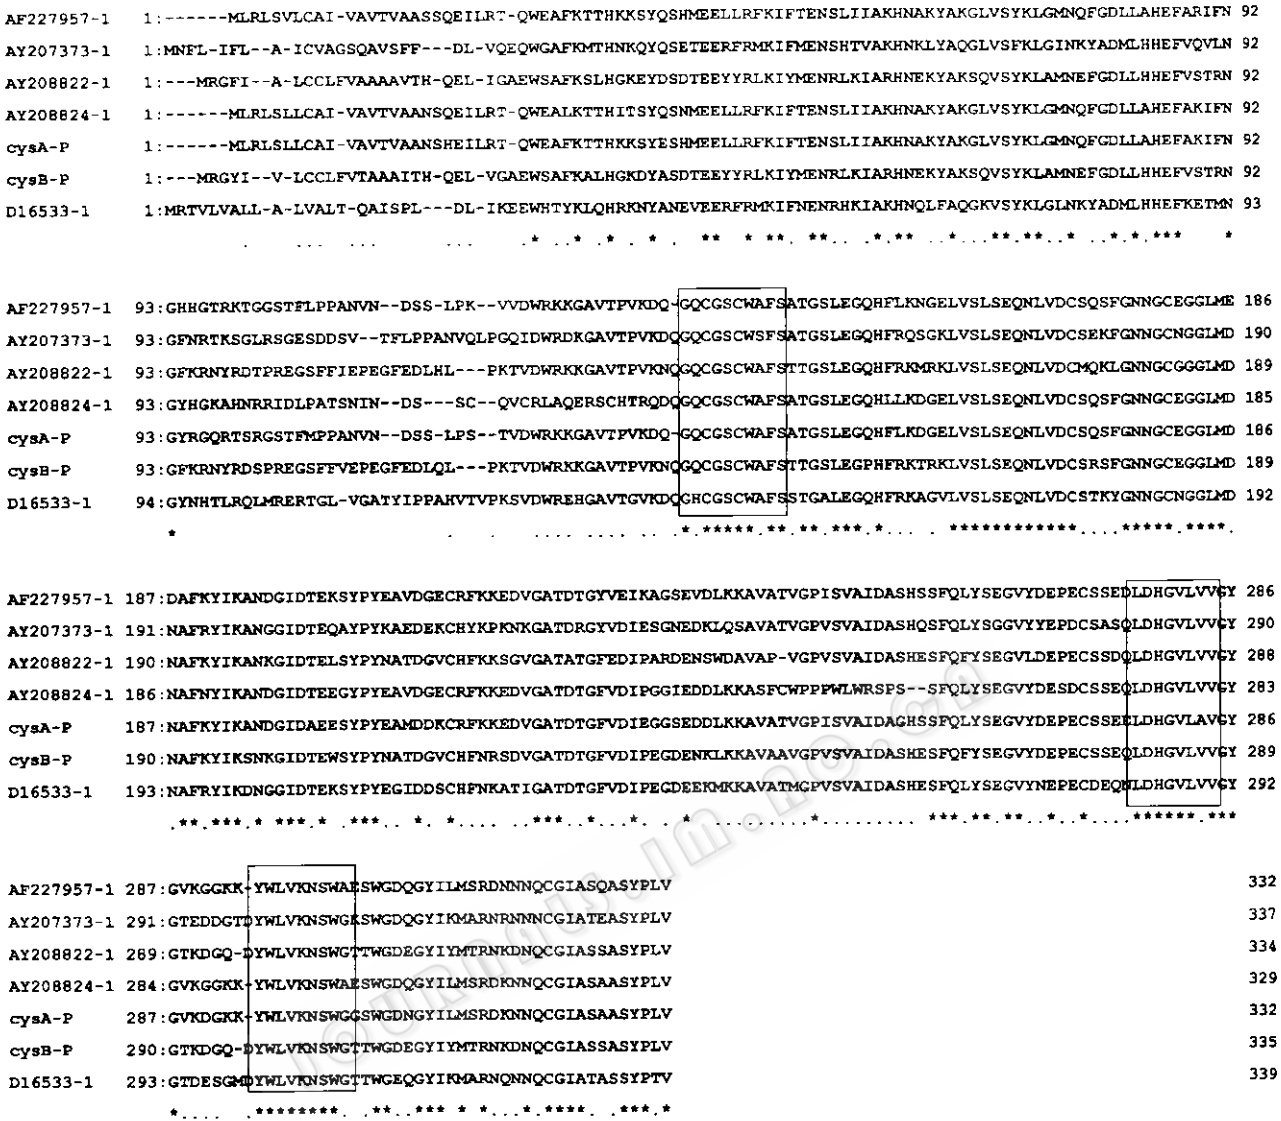 AF227957-1 1:------MLRLSVLCAI-VAVTVAASSQEILRT-QWEAFKTTHKKSYQSHMEELLRFKIFTENSLIIAKHNAKYAKGLVSYKLGMNQFGDLLAHEFARIFN 92
AY207373-1 1:MNFL-IFL--A-ICVAGSQAVSFF---DL-VQEQWGAFKMTHNKQYQSETEERFRMKIFMENSHTVAKHNKLYAQGLVSFKLGINKYADMLHHEFVQVLN 92
AY208822-1 1:---MRGFI--A-LCCLFVAAAAVTH-QEL-IGAEWSAFKSLHGKEYDSDTEEYYRLKIYMENRLKIARHNEKYAKSQVSYKLAMNEFGDLLHHEFVSTRN 92
AY208824-1 1:------MLRLSLLCAI-VAVTVAANSQEILRT-QWEALKTTHITSYQSNMEELLRFKIFTENSLIIAKHNAKYAKGLVSYKLGMNQFGDLLAHEFAKIFN 92
cysA-P 1:------MLRLSLLCAI-VAVTVAANSHEILRT-QWEAFKTTHKKSYESHMEELLRFKIFTENSLIIAKHNAKYAKGLVSYKLGMNQFGDLLAHEFAKIFN 92
cysB-P 1:---MRGYI--V-LCCLFVTAAAITH-QEL-VGAEWSAFKALHGKDYASDTEEYYRLKIYMENRLKIARHNEKYAKSQVSYKLAMNEFGDLLHHEFVSTRN 92
D16533-1 1:MRTVLVALL-A-LVALT-QAISPL---DL-IKEEWHTYKLQHRKNYANEVEERFRMKIFNENRHKIAKHNQLFAQGKVSYKLGLNKYADMLHHEFKETMN 93
AF227957-1 93:GHHGTRKTGGSTFLPPANVN--DSS-LPK--VVDWRKKGAVTPVKDQ-GQCGSCWAFSATGSLEGQHFLKNGELVSLSEQNLVDCSQSFGNNGCEGGLME 186
AY207373-1 93:GFNRTKSGLRSGESDDSV--TFLPPANVQLPGQIDWRDKGAVTPVKDQGQCGSCWSFSATGSLEGQHFRQSGKLVSLSEQNLVDCSEKFGNNGCNGGLMD 190
AY208822-1 93:GFKRNYRDTPREGSFFIEPEGFEDLHL---PKTVDWRKKGAVTPVKNQGQCGSCWAFSTTGSLEGQHFRKMRKLVSLSEQNLVDCMQKLGNNGCGGGLMD 189
AY208824-1 93:GYHGKAHNRRIDLPATSNIN--DS---SC--QVCRLAQERSCHTRQDQGQCGSCWAFSATGSLEGQHLLKDGELVSLSEQNLVDCSQSFGNNGCEGGLMD 185
cysA-P 93:GYRGQRTSRGSTFMPPANVN--DSS-LPS--TVDWRKKGAVTPVKDQ-GQCGSCWAFSATGSLEGQHFLKDGELVSLSEQNLVDCSQSFGNNGCEGGLMD 186
cysB-P 93:GFKRNYRDSPREGSFFVEPEGFEDLQL---PKTVDWRKKGAVTPVKNQGQCGSCWAFSTTGSLEGPHFRKTRKLVSLSEQNLVDCSRSFGNNGCEGGLMD 189
D16533-1 94:GYNHTLRQLMRERTGL-VGATYIPPAHVTVPKSVDWREHGAVTGVKDQGHCGSCWAFSSTGALEGQHFRKAGVLVSLSEQNLVDCSTKYGNNGCNGGLMD 192
AF227957-1 187:DAFKYIKANDGIDTEKSYPYEAVDGECRFKKEDVGATDTGYVEIKAGSEVDLKKAVATVGPISVAIDASHSSFQLYSEGVYDEPECSSEDLDHGVLVVGY 286
AY207373-1 191:NAFRYIKANGGIDTEQAYPYKAEDEKCHYKPKNKGATDRGYVDIESGNEDKLQSAVATVGPVSVAIDASHQSFQLYSGGVYYEPDCSASQLDHGVLVVGY 290
AY208822-1 190:NAFKYIKANKGIDTELSYPYNATDGVCHFKKSGVGATATGFEDIPARDENSWDAVAP-VGPVSVAIDASHESFQFYSEGVLDEPECSSDQLDHGVLVVGY 288
AY208824-1 186:NAFNYIKANDGIDTEEGYPYEAVDGECRFKKEDVGATDTGFVDIPGGIEDDLKKASFCWPPPWLWRSPS--SFQLYSEGVYDESDCSSEQLDHGVLVVGY 283
cysA-P 187:NAFKYIKANDGIDAEESYPYEAMDDKCRFKKEDVGATDTGFVDIEGGSEDDLKKAVATVGPISVAIDAGHSSFQLYSEGVYDEPECSSEELDHGVLAVGY 286
cysB-P 190:NAFKYIKSNKGIDTEWSYPYNATDGVCHFNRSDVGATDTGFVDIPEGDENKLKKAVAAVGPVSVAIDASHESFQFYSEGVYDEPECSSEQLDHGVLVVGY 289
D16533-1 193:NAFRYIKDNGGIDTEKSYPYEGIDDSCHFNKATIGATDTGFVDIPEGDEEKMKKAVATMGPVSVAIDASHESFQLYSEGVYNEPECDEQNLDHGVLVVGY 292
AF227957-1 287:GVKGGKK-YWLVKNSWAESWGDQGYILMSRDNNNQCGIASQASYPLV 332
AY207373-1 291:GTEDDGTDYWLVKNSWGKSWGDQGYIKMARNRNNNCGIATEASYPLV 337
AY208822-1 289:GTKDGQ-DYWLVKNSWGTTWGDEGYIYMTRNKDNQCGIASSASYPLV 334
AY208824-1 284:GVKGGKK-YWLVKNSWAESWGDQGYILMSRDKNNQCGIASAASYPLV 329
cysA-P 287:GVKDGKK-YWLVKNSWGGSWGDNGYILMSRDKNNQCGIASAASYPLV 332
cysB-P 290:GTKDGQ-DYWLVKNSWGTTWGDEGYIYMTRNKDNQCGIASSASYPLV 335
D16533-1 293:GTDESGMDYWLVKNSWGTTWGEQGYIKMARNQNNQCGIATASSYPTV 339
journals.im.ac.cn